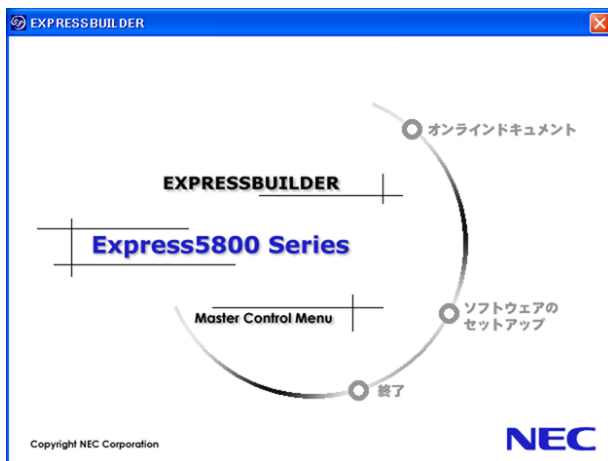 EXPRESSBUILDER
オンラインドキュメント
EXPRESSBUILDER
Express5800 Series
ソフトウェアの
セットアップ
Master Control Menu
終了
Copyright NEC Corporation
NEC